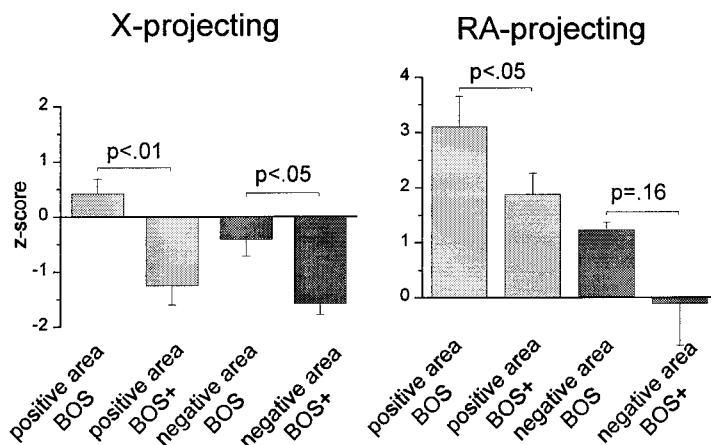 X-projecting
RA-projecting
z-score
2
1
0
-1
-2
p<.01
p<.05
positive area
BOS
positive area
BOS+
negative area
BOS
negative area
BOS+
4
3
2
1
0
p<.05
p=.16
positive area
BOS
positive area
BOS+
negative area
BOS
negative area
BOS+